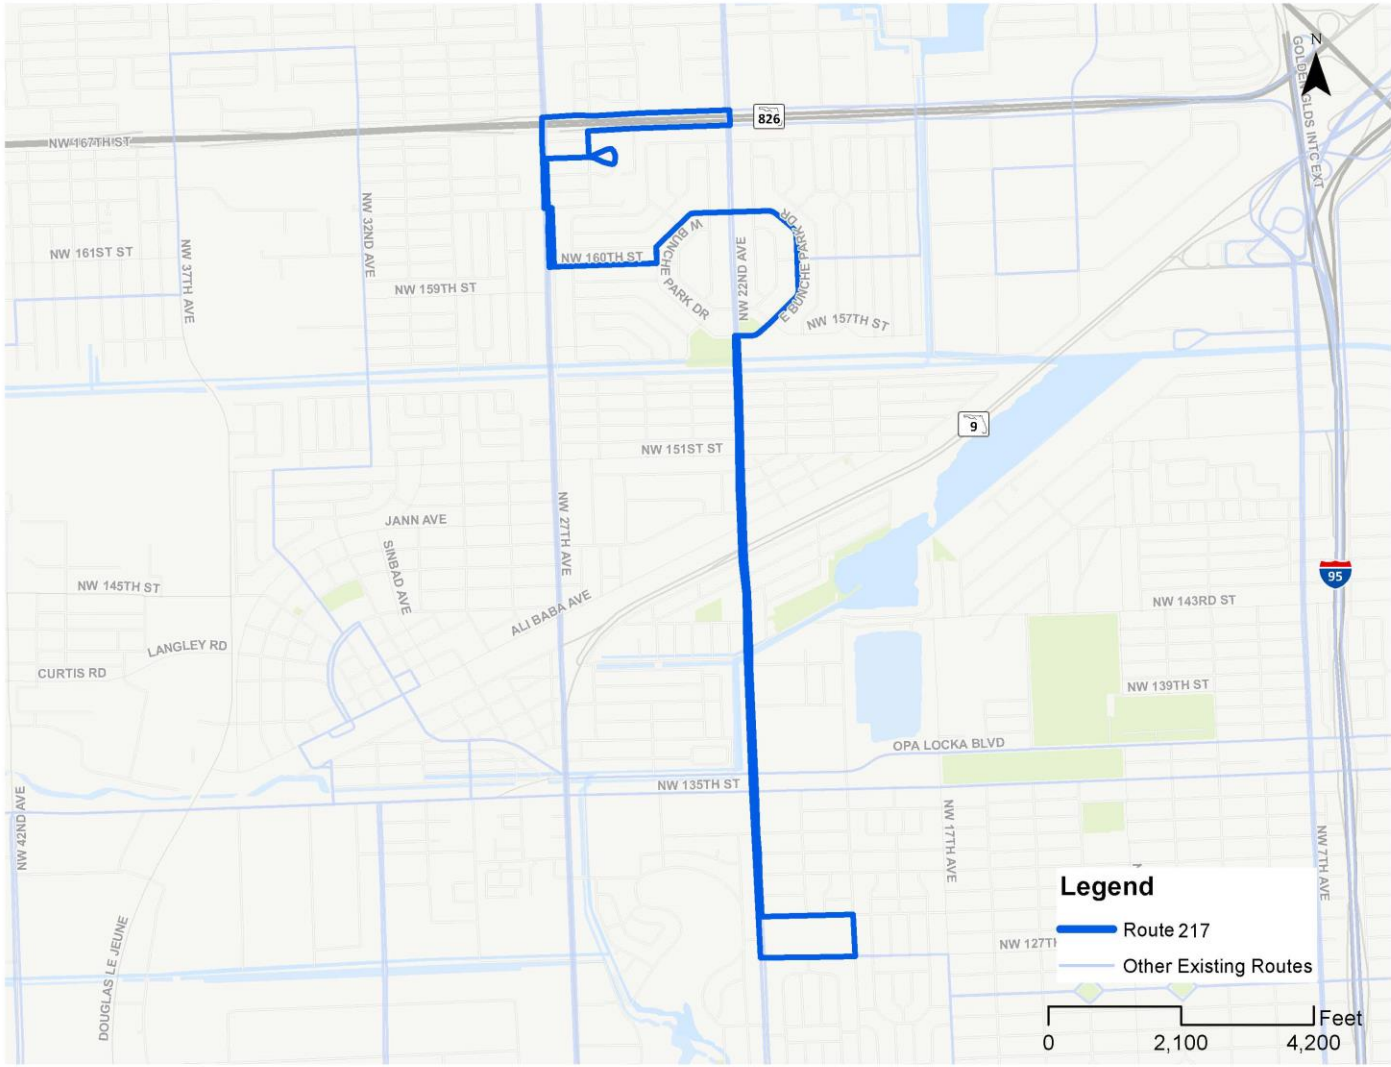 N
GOLDEN GLDS INTC EXT
826
NW 167TH ST
NW 32ND AVE
NW 37TH AVE
NW 161ST ST
NW 159TH ST
NW 160TH ST
W BUNCHE PARK DR
NW 22ND AVE
E BUNCHE PARK DR
NW 157TH ST
9
NW 151ST ST
JANN AVE
SINBAD AVE
NW 27TH AVE
NW 145TH ST
ALI BABA AVE
95
NW 143RD ST
LANGLEY RD
CURTIS RD
NW 139TH ST
OPA LOCKA BLVD
NW 135TH ST
NW 42ND AVE
NW 17TH AVE
NW 7TH AVE
DOUGLAS LE JEUNE
NW 127TH
Legend
Route 217
Other Existing Routes
Feet
0 2,100 4,200